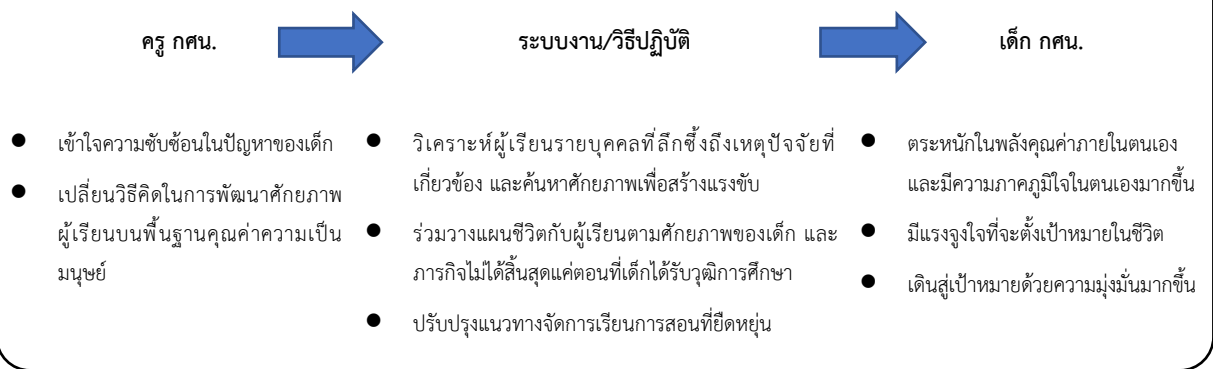 ครู กศน.
ระบบงาน/วิธีปฏิบัติ
เด็ก กศน.
● เข้าใจความซับซ้อนในปัญหาของเด็ก
● เปลี่ยนวิธีคิดในการพัฒนาศักยภาพ
ผู้เรียนบนพื้นฐานคุณค่าความเป็น
มนุษย์
● วิเคราะห์ผู้เรียนรายบุคคลที่ลึกซึ้งถึงเหตุปัจจัยที่
เกี่ยวข้อง และค้นหาศักยภาพเพื่อสร้างแรงขับ
● ร่วมวางแผนชีวิตกับผู้เรียนตามศักยภาพของเด็ก และ
ภารกิจไม่ได้สิ้นสุดแค่ตอนที่เด็กได้รับวุฒิการศึกษา
● ปรับปรุงแนวทางจัดการเรียนการสอนที่ยืดหยุ่น
● ตระหนักในพลังคุณค่าภายในตนเอง
และมีความภาคภูมิใจในตนเองมากขึ้น
● มีแรงจูงใจที่จะตั้งเป้าหมายในชีวิต
● เดินสู่เป้าหมายด้วยความมุ่งมั่นมากขึ้น